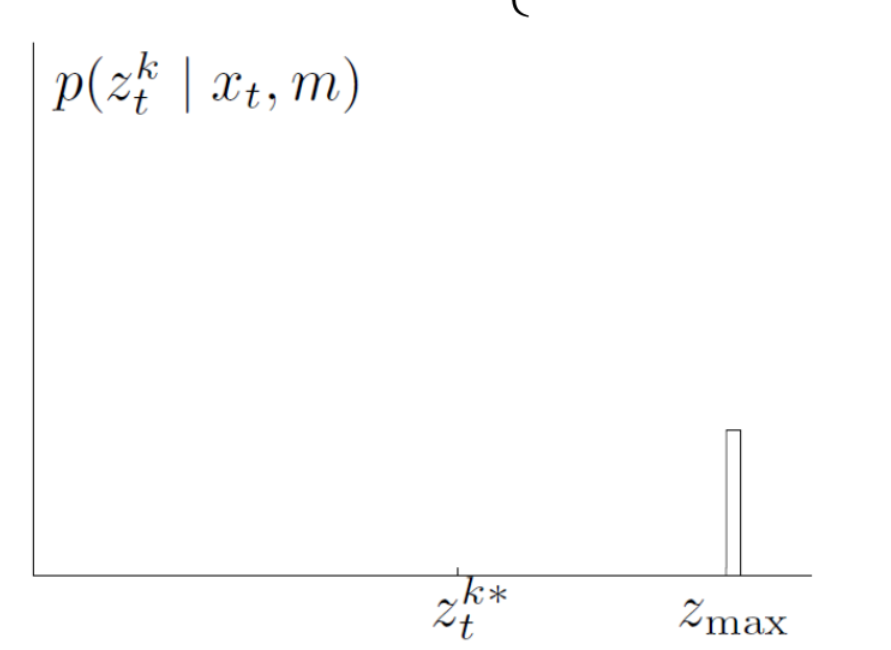 (
p(z_t^k | x_t, m)
z_t^{k*}
z_max